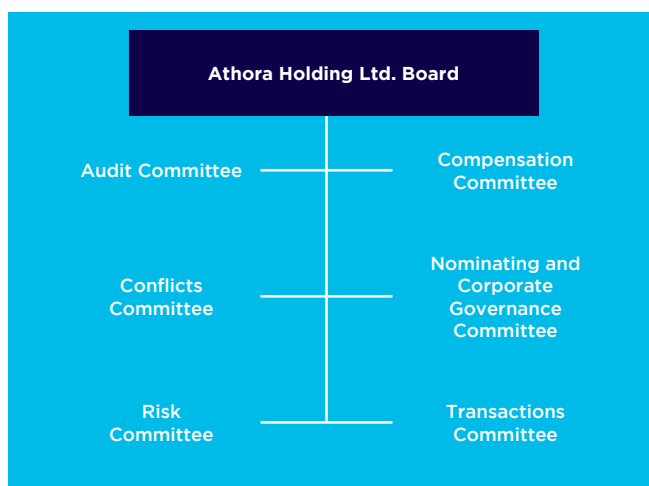 Athora Holding Ltd. Board
Audit Committee
Compensation
Committee
Conflicts
Committee
Nominating and
Corporate
Governance
Committee
Risk
Committee
Transactions
Committee